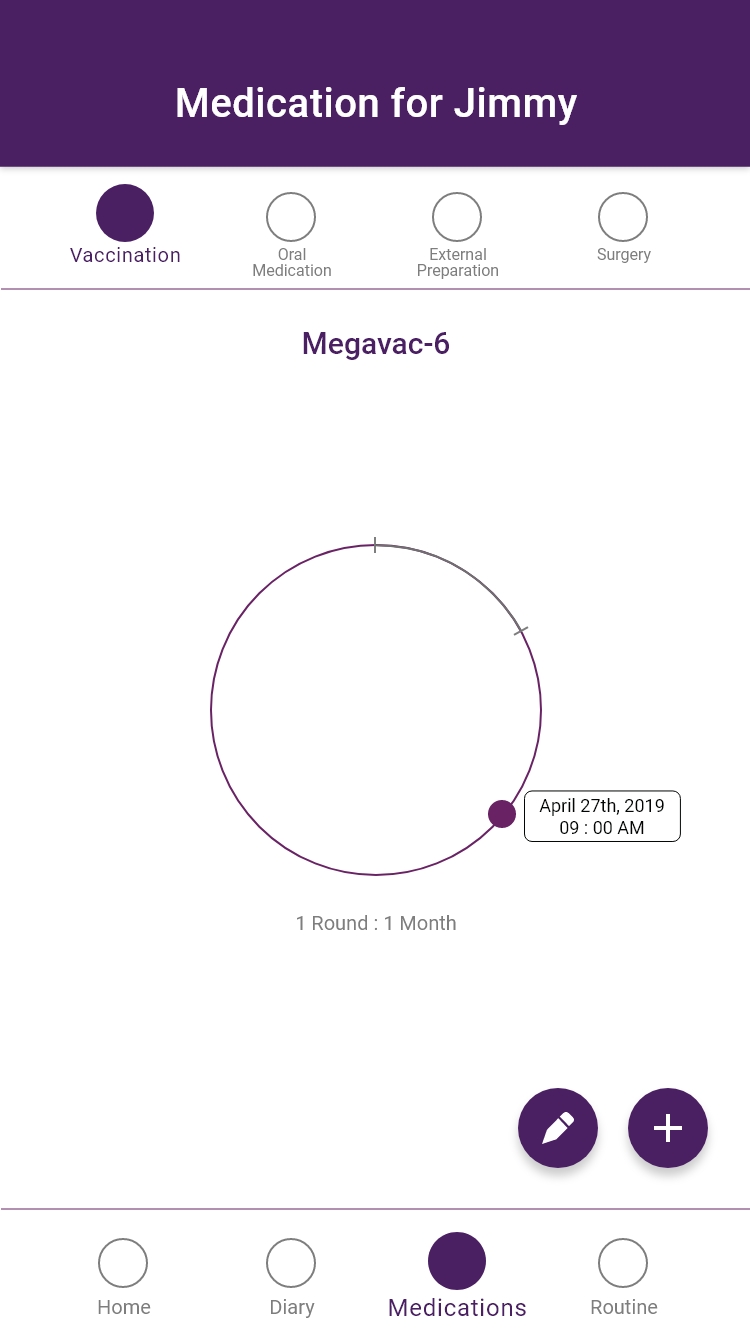 Medication for Jimmy
Vaccination
Oral
Medication
External
Preparation
Surgery
Megavac-6
April 27th, 2019
09 : 00 AM
1 Round : 1 Month
Home
Diary
Medications
Routine